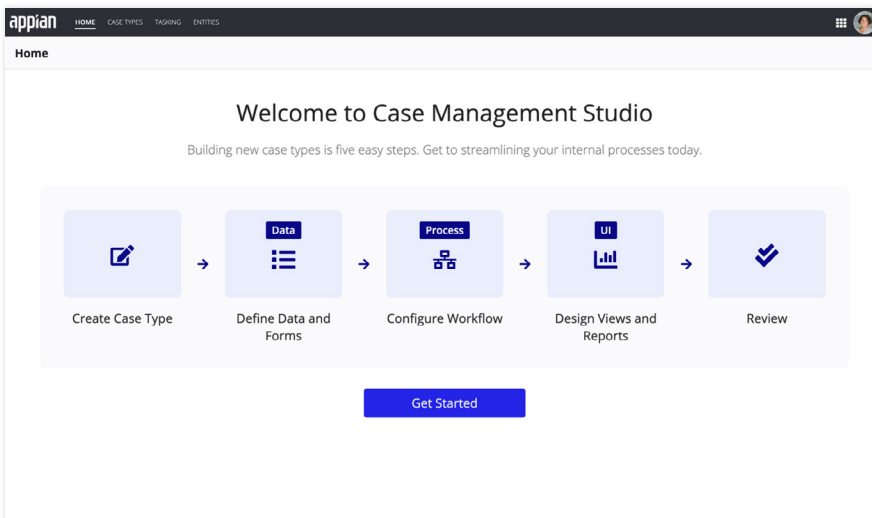 appian HOME CASE TYPES TASKING ENTITIES
Home
Welcome to Case Management Studio
Building new case types is five easy steps. Get to streamlining your internal processes today.
Data
Process
UI
Create Case Type
Define Data and
Forms
Configure Workflow
Design Views and
Reports
Review
Get Started